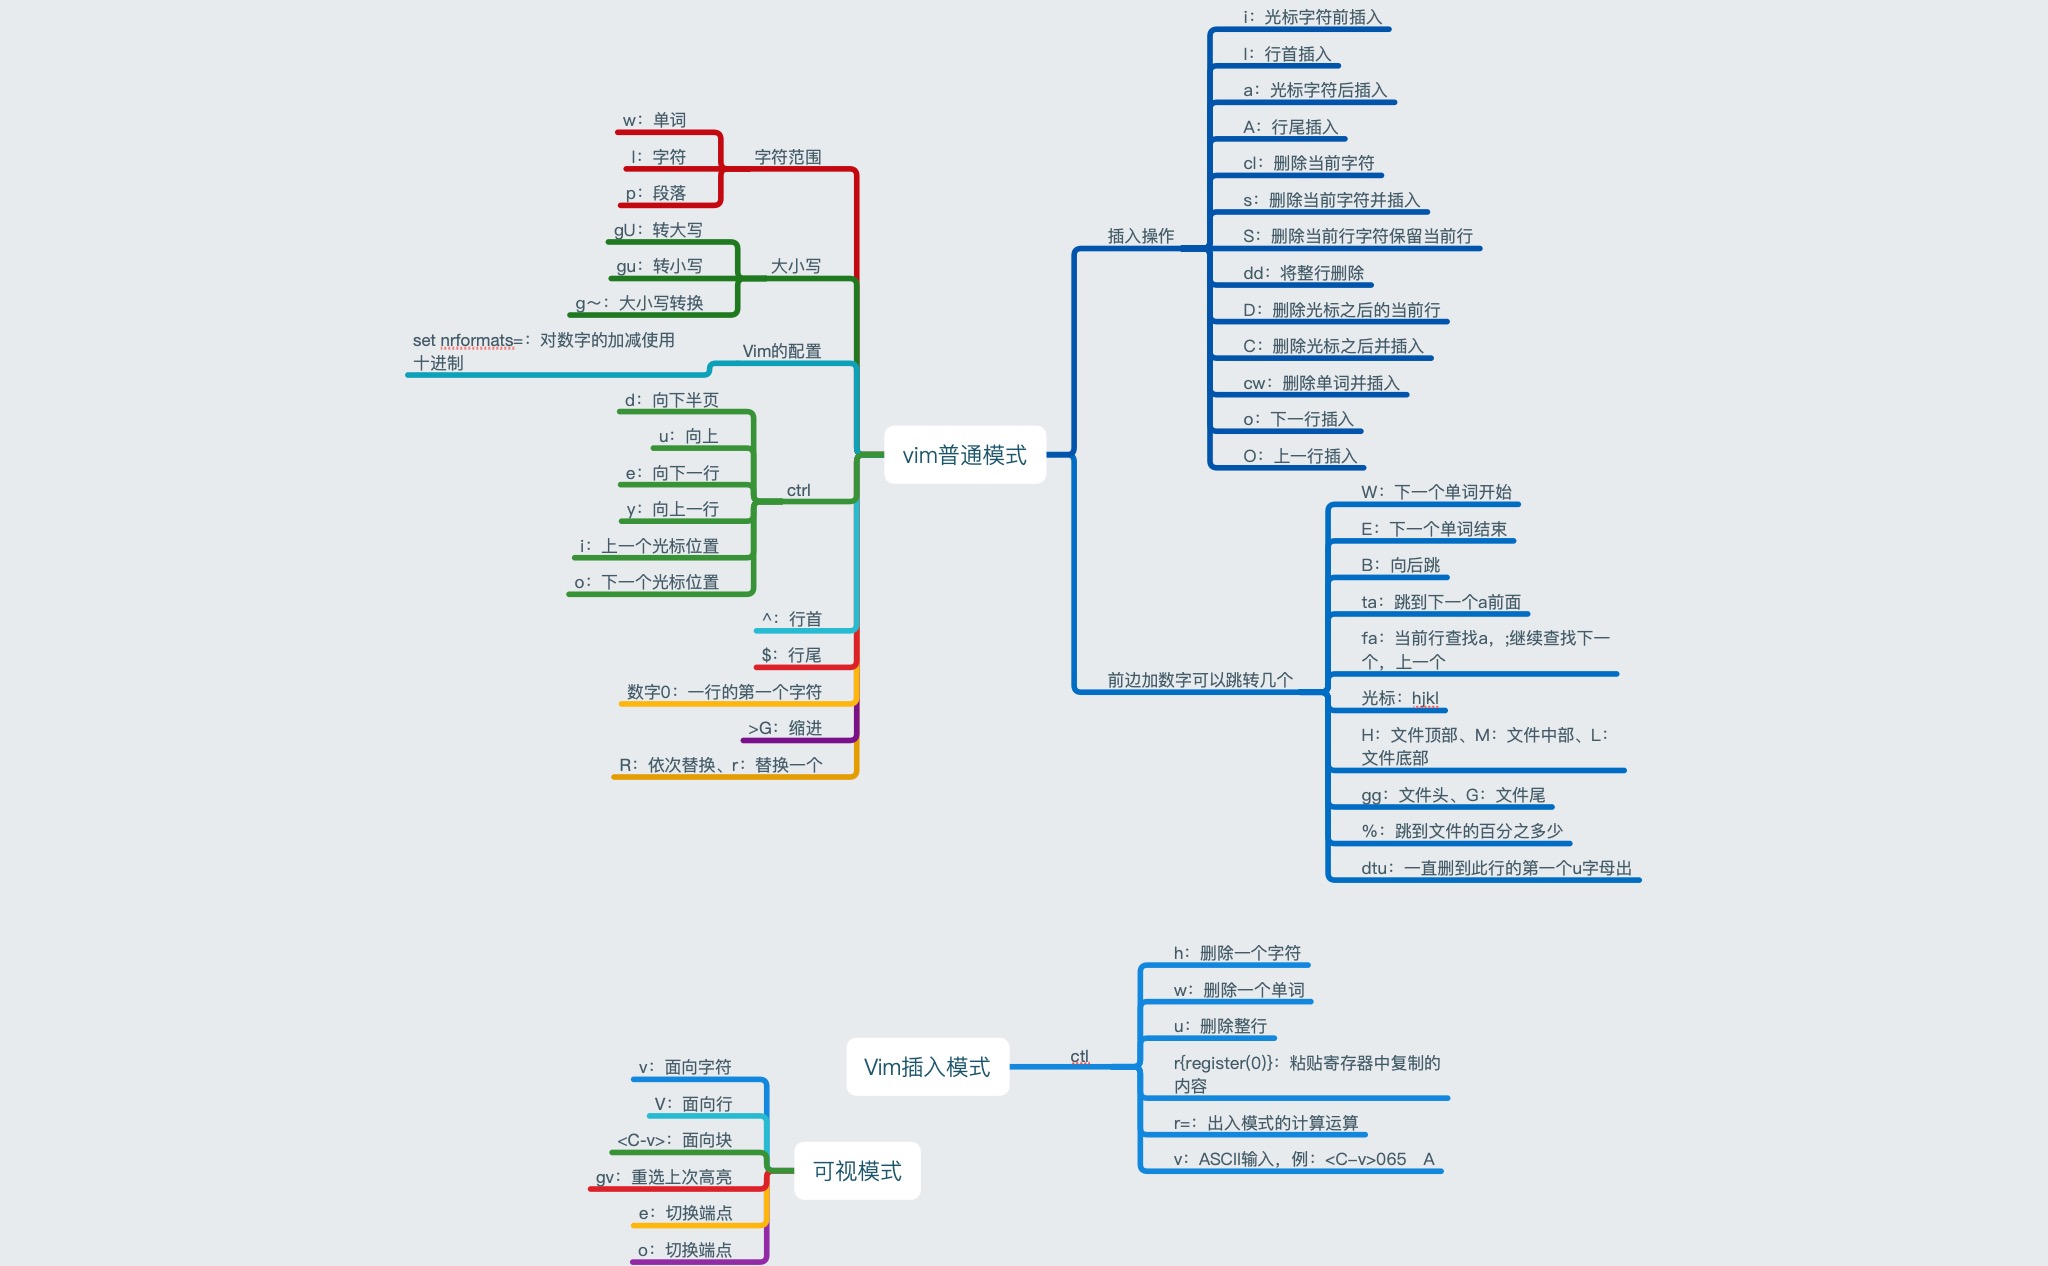 vim普通模式
插入操作
i：光标字符前插入
I：行首插入
a：光标字符后插入
A：行尾插入
cl：删除当前字符
s：删除当前字符并插入
S：删除当前行字符保留当前行
dd：将整行删除
D：删除光标之后的当前行
C：删除光标之后并插入
cw：删除单词并插入
o：下一行插入
O：上一行插入
前边加数字可以跳转几个
W：下一个单词开始
E：下一个单词结束
B：向后跳
ta：跳到下一个a前面
fa：当前行查找a，;继续查找下一
个，上一个
光标：hjkl
H：文件顶部、M：文件中部、L：
文件底部
gg：文件头、G：文件尾
%：跳到文件的百分之多少
dtu：一直删到此行的第一个u字母出
字符范围
w：单词
l：字符
p：段落
大小写
gU：转大写
gu：转小写
g～：大小写转换
Vim的配置
set nrformats=：对数字的加减使用
十进制
ctrl
d：向下半页
u：向上
e：向下一行
y：向上一行
i：上一个光标位置
o：下一个光标位置
^：行首
$：行尾
数字0：一行的第一个字符
>G：缩进
R：依次替换、r：替换一个
Vim插入模式
ctl
h：删除一个字符
w：删除一个单词
u：删除整行
r{register(0)}：粘贴寄存器中复制的
内容
r=：出入模式的计算运算
v：ASCII输入，例：<C-v>065 A
可视模式
v：面向字符
V：面向行
<C-v>：面向块
gv：重选上次高亮
e：切换端点
o：切换端点